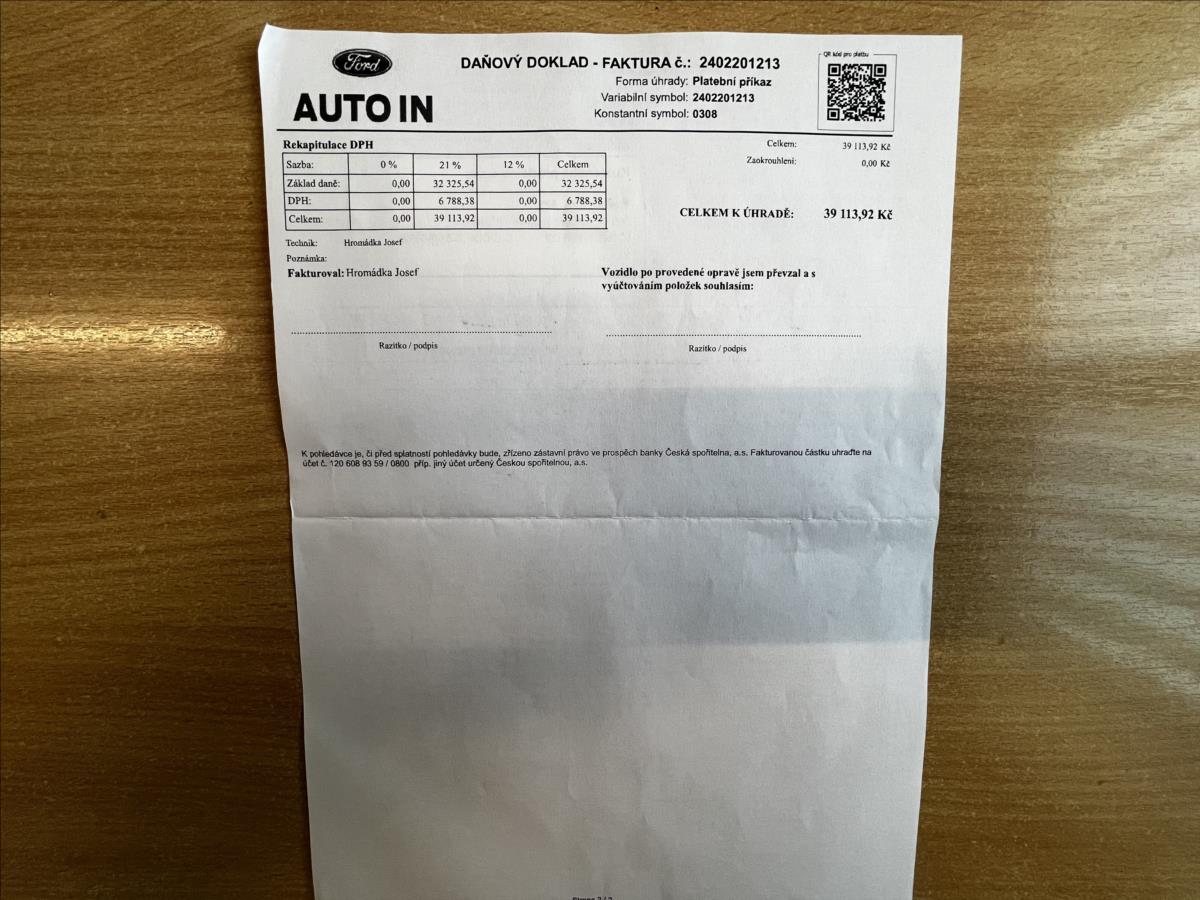 Ford
AUTO IN
DAŇOVÝ DOKLAD - FAKTURA č.: 2402201213
Forma úhrady: Platební příkaz
Variabilní symbol: 2402201213
Konstantní symbol: 0308
QR kód pro platbu
Rekapitulace DPH
Sazba: 0 % 21 % 12 % Celkem
Základ daně: 0,00 32 325,54 0,00 32 325,54
DPH: 0,00 6 788,38 0,00 6 788,38
Celkem: 0,00 39 113,92 0,00 39 113,92
Celkem: 39 113,92 Kč
Zaokrouhlení: 0,00 Kč
CELKEM K ÚHRADĚ: 39 113,92 Kč
Technik: Hromádka Josef
Poznámka:
Fakturoval: Hromádka Josef
Vozidlo po provedené opravě jsem převzal a s
vyúčtováním položek souhlasím:
Razítko / podpis
Razítko / podpis
K pohledávce je, či před splatností pohledávky bude, zřízeno zástavní právo ve prospěch banky Česká spořitelna, a.s. Fakturovanou částku uhraďte na
účet č. 120 608 93 59 / 0800 příp. jiný účet určený Českou spořitelnou, a.s.